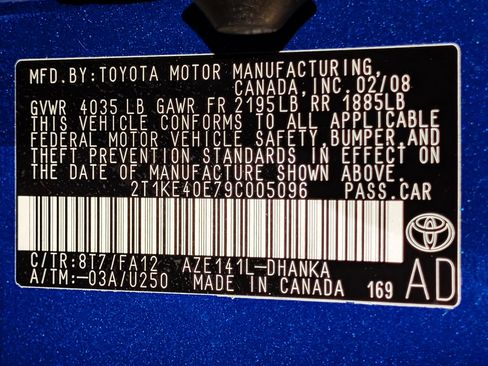 MFD.BY:TOYOTA MOTOR MANUFACTURING,
CANADA,INC. 02/08
GVWR 4035 LB GAWR FR 2195LB RR 1885LB
THIS VEHICLE CONFORMS TO ALL APPLICABLE
FEDERAL MOTOR VEHICLE SAFETY,BUMPER,AND
THEFT PREVENTION STANDARDS IN EFFECT ON
THE DATE OF MANUFACTURE SHOWN ABOVE.
2T1KE40E79C005096 PASS.CAR
C/TR:8T7/FA12 AZE141L-DHANKA
A/TM:-03A/U250 MADE IN CANADA 169
AD